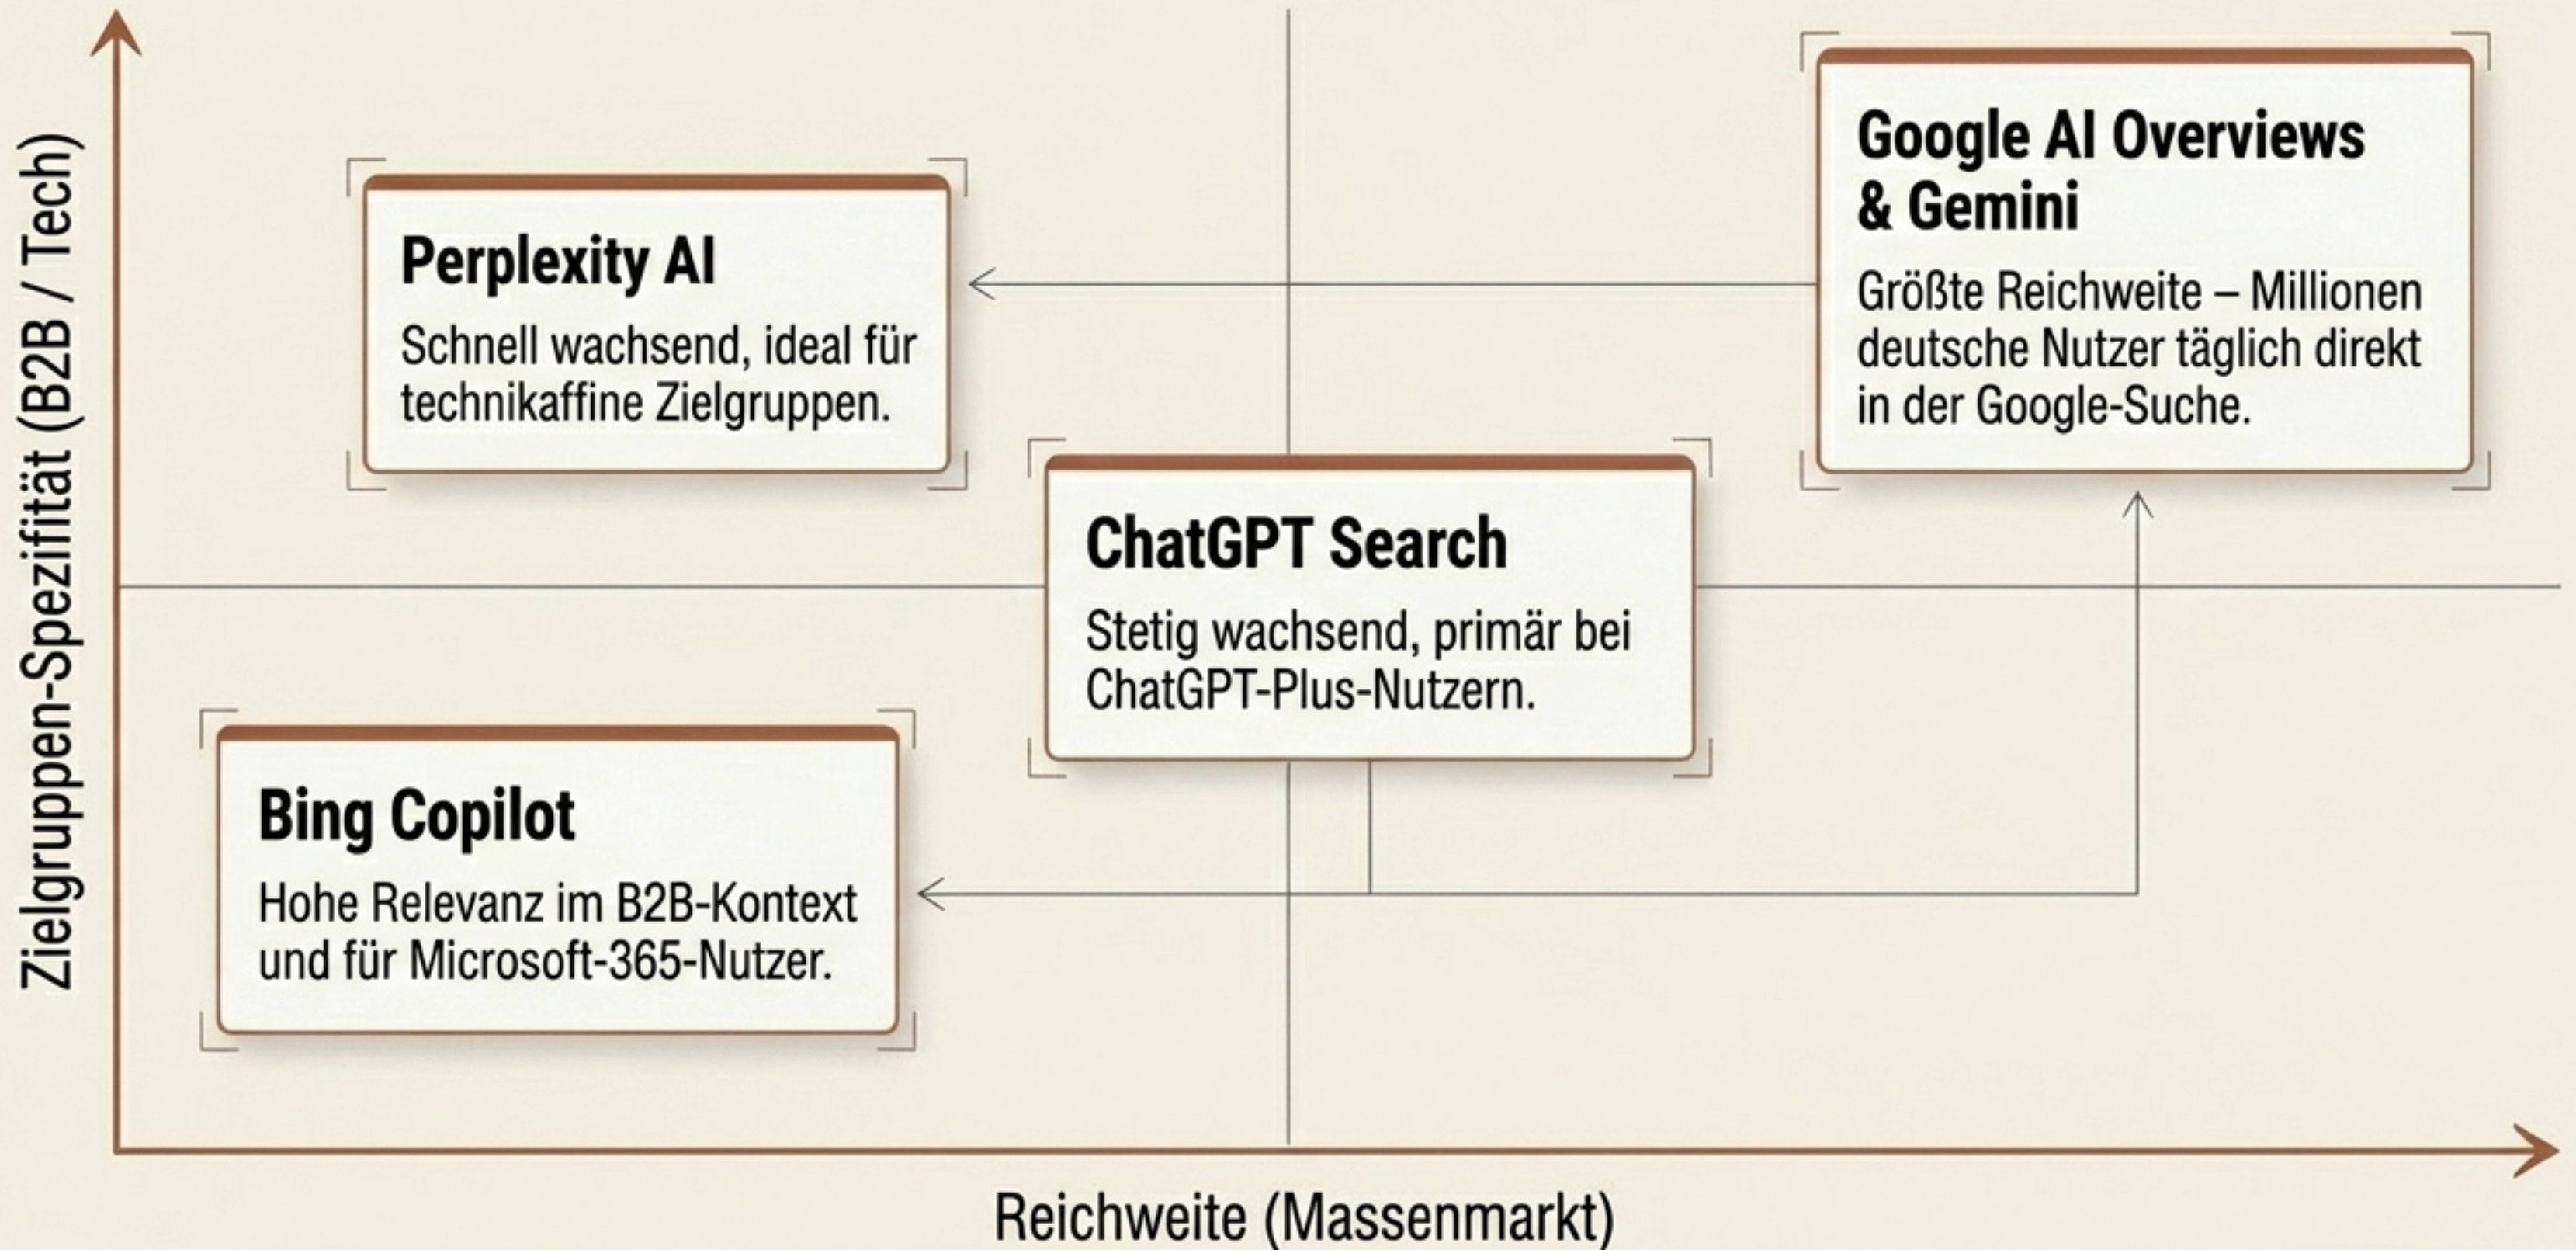 Zielgruppen-Spezifität (B2B / Tech)
Perplexity AI
Schnell wachsend, ideal für
technikaffine Zielgruppen.
Google AI Overviews
& Gemini
Größte Reichweite – Millionen
deutsche Nutzer täglich direkt
in der Google-Suche.
ChatGPT Search
Stetig wachsend, primär bei
ChatGPT-Plus-Nutzern.
Bing Copilot
Hohe Relevanz im B2B-Kontext
und für Microsoft-365-Nutzer.
Reichweite (Massenmarkt)